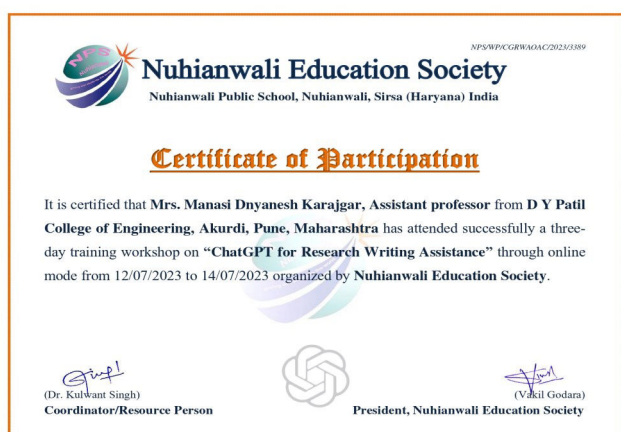 NPS/WP/CGRWAOAC/2023/3389
NPS
Nuhianwali Education Society
Nuhianwali Public School, Nuhianwali, Sirsa (Haryana) India
Certificate of Participation
It is certified that Mrs. Manasi Dnyanesh Karajgar, Assistant professor from D Y Patil
College of Engineering, Akurdi, Pune, Maharashtra has attended successfully a three-
day training workshop on “ChatGPT for Research Writing Assistance” through online
mode from 12/07/2023 to 14/07/2023 organized by Nuhianwali Education Society.
(Dr. Kulwant Singh)
(Vakil Godara)
Coordinator/Resource Person
President, Nuhianwali Education Society